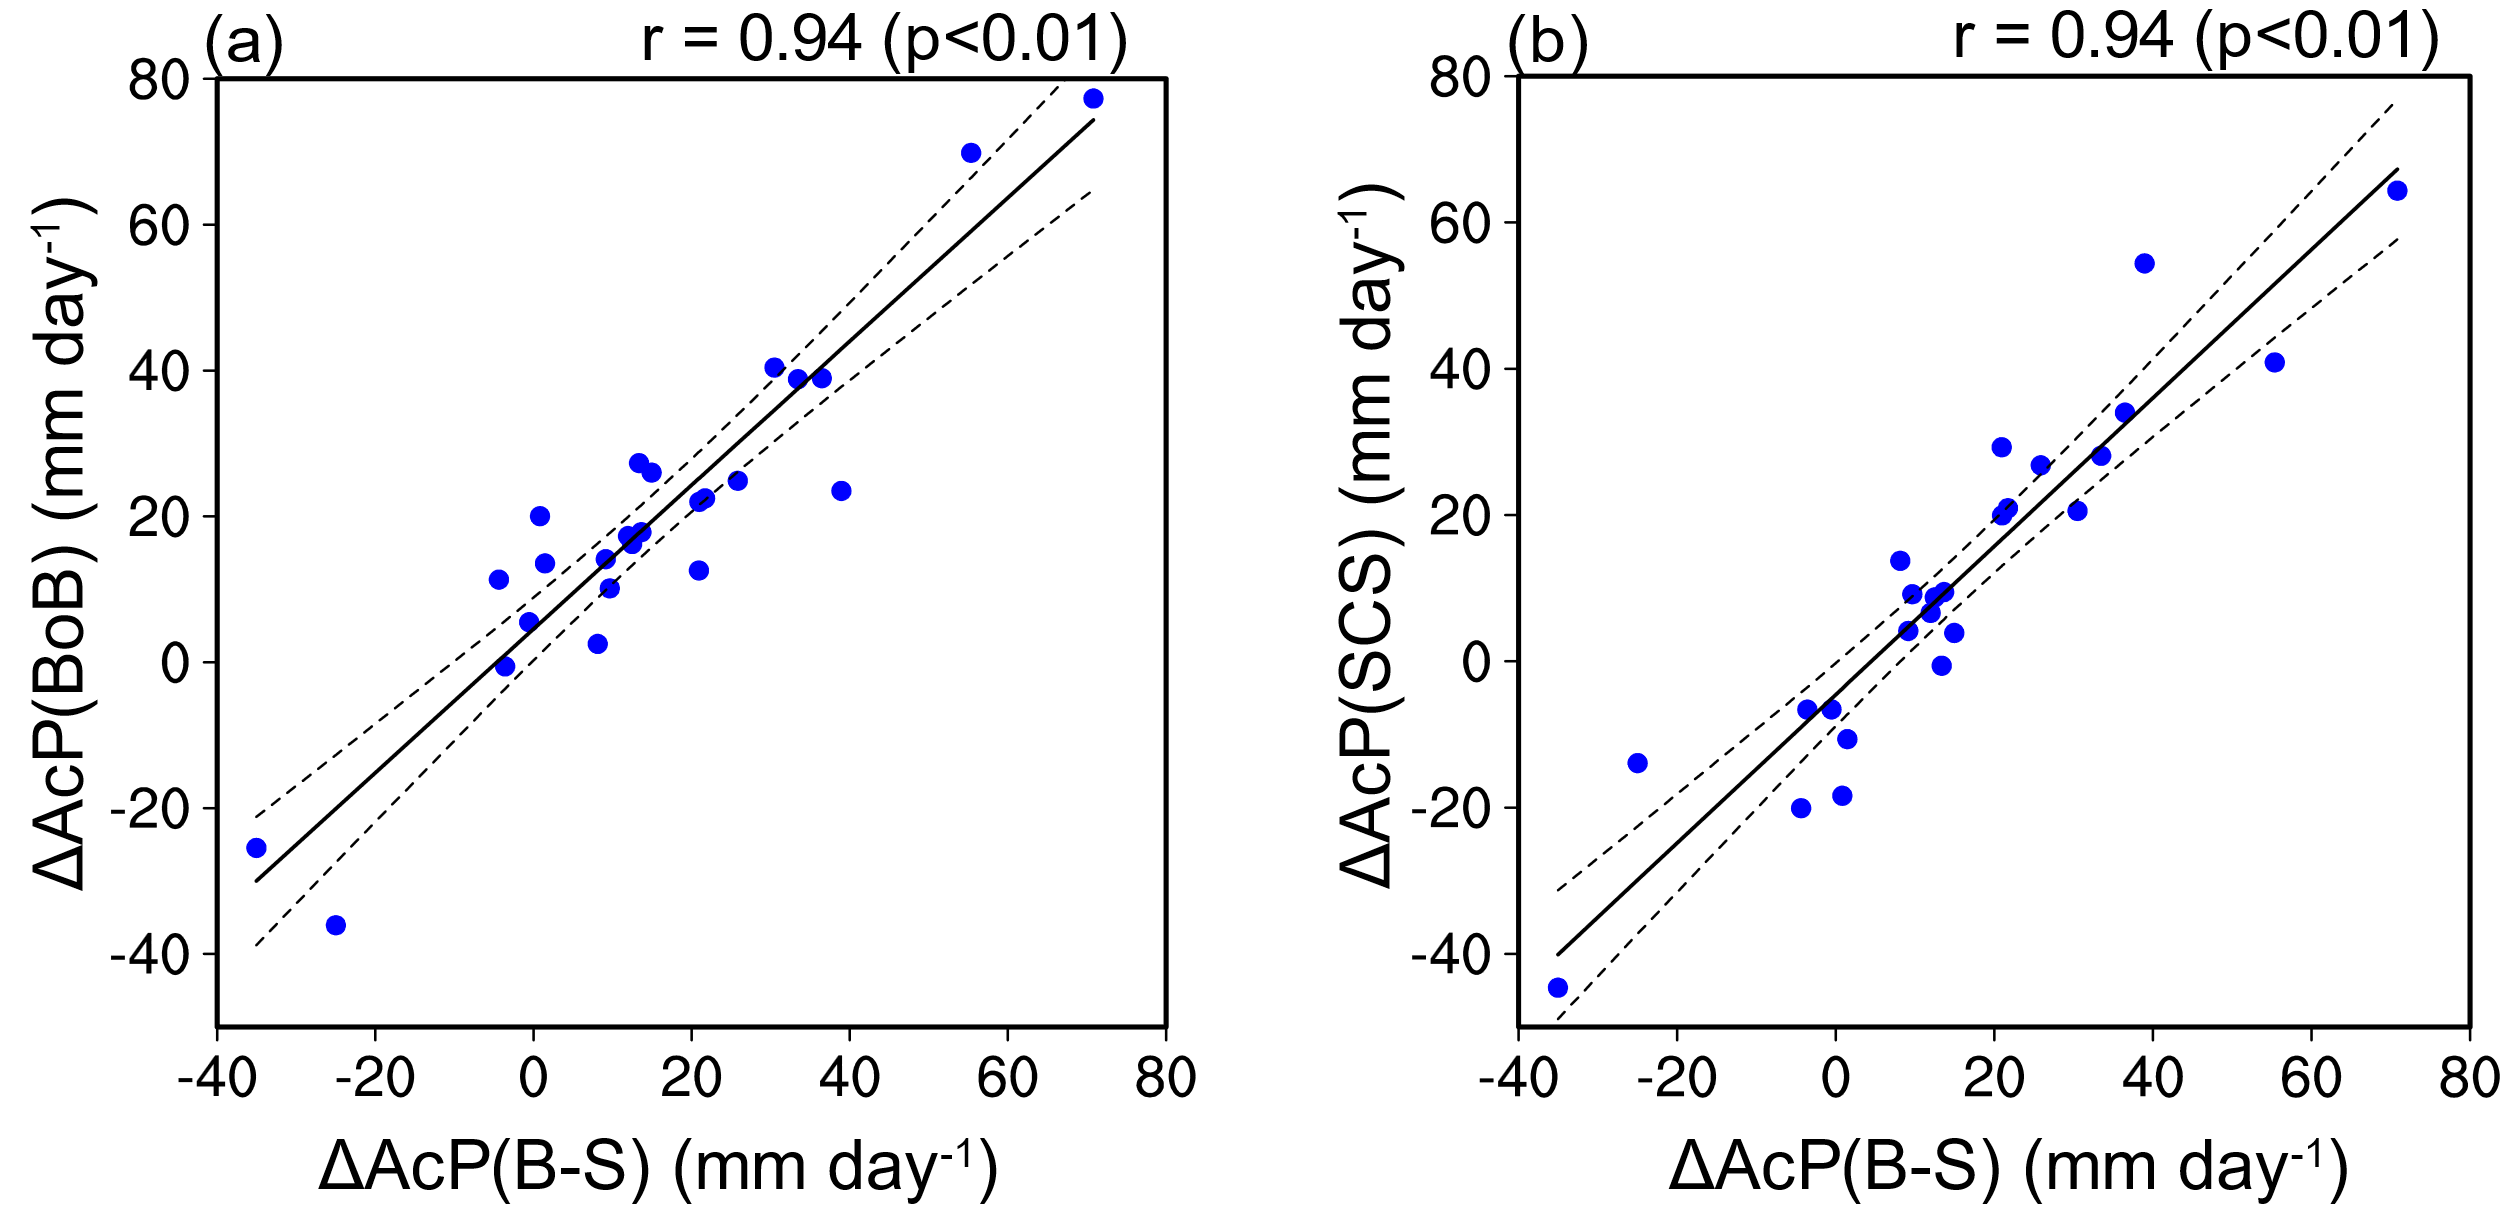 (a) r = 0.94 (p<0.01)
80
60
40
20
0
-20
-40
ΔAcP(BoB) (mm day-1)
-40 -20 0 20 40 60 80
ΔAcP(B-S) (mm day-1)
(b) r = 0.94 (p<0.01)
80
60
40
20
0
-20
-40
ΔAcP(SCS) (mm day-1)
-40 -20 0 20 40 60 80
ΔAcP(B-S) (mm day-1)